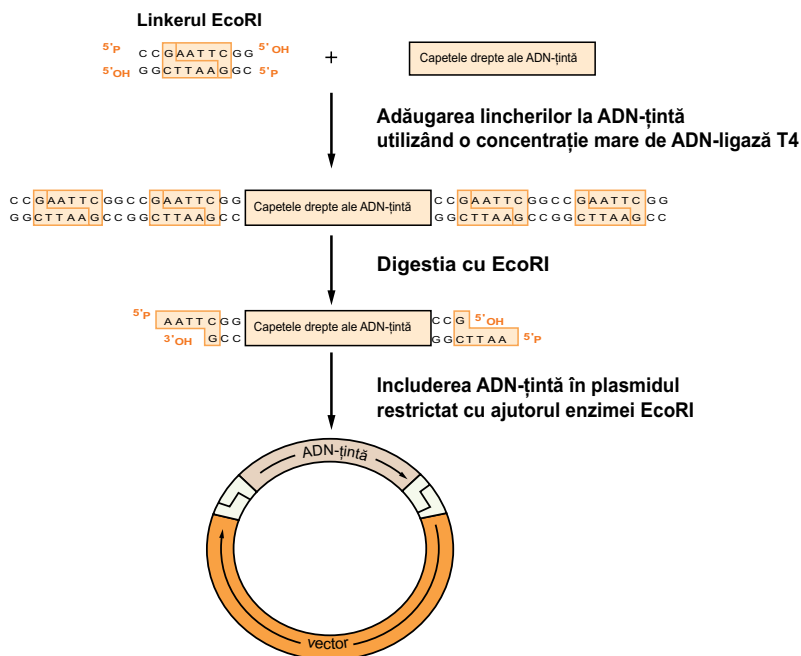 Linkerul EcoRI
5'P CCGAATTCGG 5'OH
5'OH GGCTTAAGGC 5'P
+
Capetele drepte ale ADN-țintă
Adăugarea lincherilor la ADN-țintă
utilizând o concentrație mare de ADN-ligază T4
CCGAATTCGGCCGAATTCGG Capetele drepte ale ADN-țintă CCGAATTCGGCCGAATTCGG
GGCTTAAGCCGGCTTAAGCC GGCTTAAGCCGGCTTAAGCC
Digestia cu EcoRI
5'P AATTCGG Capetele drepte ale ADN-țintă CCG 5'OH
3'OH GCC GGCTTAA 5'P
Includerea ADN-țintă în plasmidul
restrictat cu ajutorul enzimei EcoRI
ADN-țintă
vector